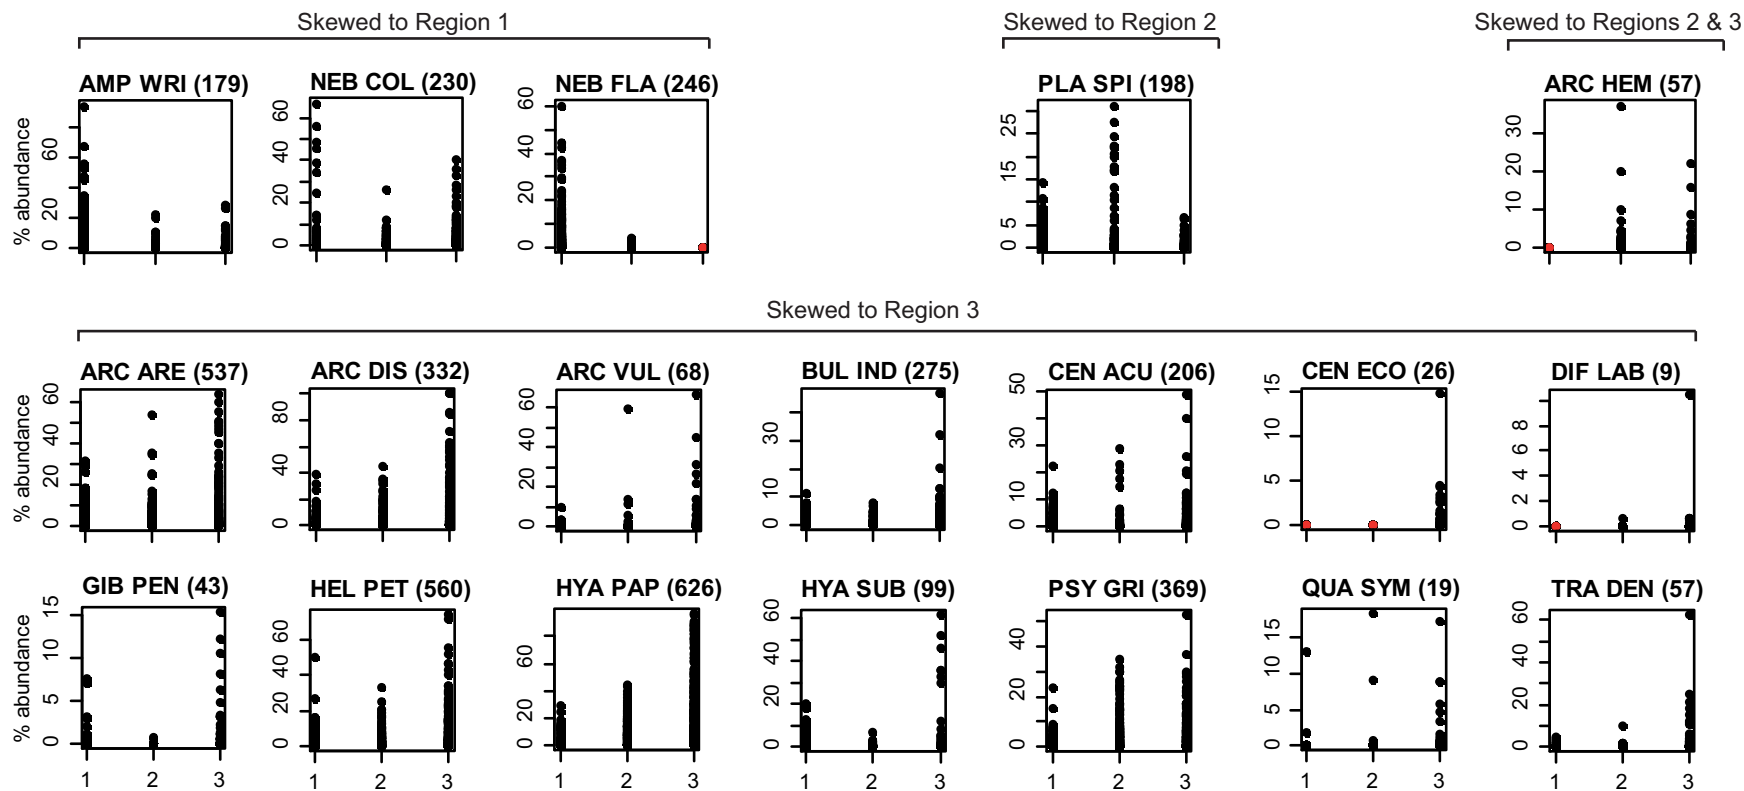 Skewed to Region 1
Skewed to Region 2
Skewed to Regions 2 & 3
AMP WRI (179)
% abundance
0 20 60
NEB COL (230)
0 20 40 60
NEB FLA (246)
0 20 40 60
PLA SPI (198)
0 5 15 25
ARC HEM (57)
0 10 20 30
Skewed to Region 3
ARC ARE (537)
% abundance
0 20 40 60
ARC DIS (332)
0 40 80
ARC VUL (68)
0 20 40 60
BUL IND (275)
0 10 30
CEN ACU (206)
0 10 30 50
CEN ECO (26)
0 5 10 15
DIF LAB (9)
0 2 4 6 8
GIB PEN (43)
% abundance
0 5 10 15
1 2 3
HEL PET (560)
0 20 40 60
1 2 3
HYA PAP (626)
0 20 60
1 2 3
HYA SUB (99)
0 20 40 60
1 2 3
PSY GRI (369)
0 20 40
1 2 3
QUA SYM (19)
0 5 10 15
1 2 3
TRA DEN (57)
0 20 40 60
1 2 3